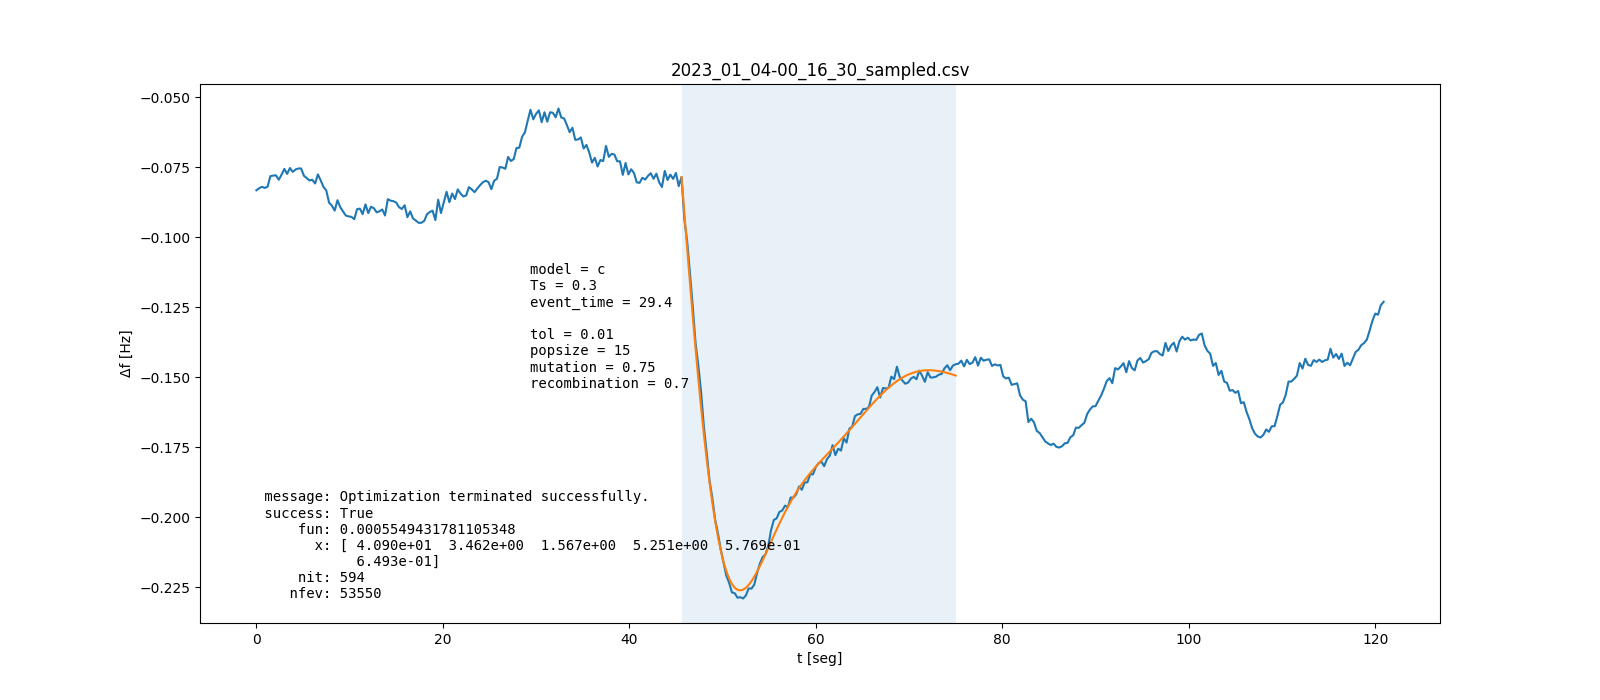 2023_01_04-00_16_30_sampled.csv
−0.050
−0.075
−0.100
−0.125
−0.150
−0.175
−0.200
−0.225
Δf [Hz]
model = c
Ts = 0.3
event_time = 29.4
tol = 0.01
popsize = 15
mutation = 0.75
recombination = 0.7
message: Optimization terminated successfully.
success: True
fun: 0.0005549431781105348
x: [ 4.090e+01 3.462e+00 1.567e+00 5.251e+00 5.769e-01
6.493e-01]
nit: 594
nfev: 53550
0 20 40 60 80 100 120
t [seg]